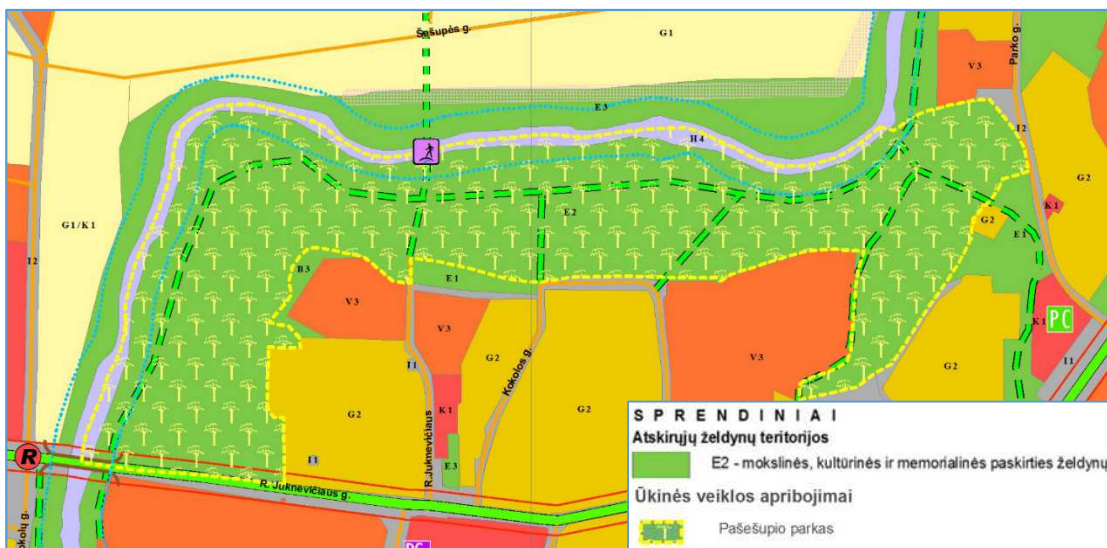 Šešupės g.
G1
Parko g.
V3
E3
H4
I2
G2
G1/K1
K1
I2
E2
G2
E1
B3
E1
V3
V3
K1
PC
G2
V3
G2
I1
I1
Kokolos g.
R. Juknevičiaus
K1
G2
G2
I1
E3
R
R. Juknevičiaus g.
SPRENDINIAI
Atskirųjų želdynų teritorijos
E2 - mokslinės, kultūrinės ir memorialinės paskirties želdynų
Ūkinės veiklos apribojimai
Pašešupio parkas